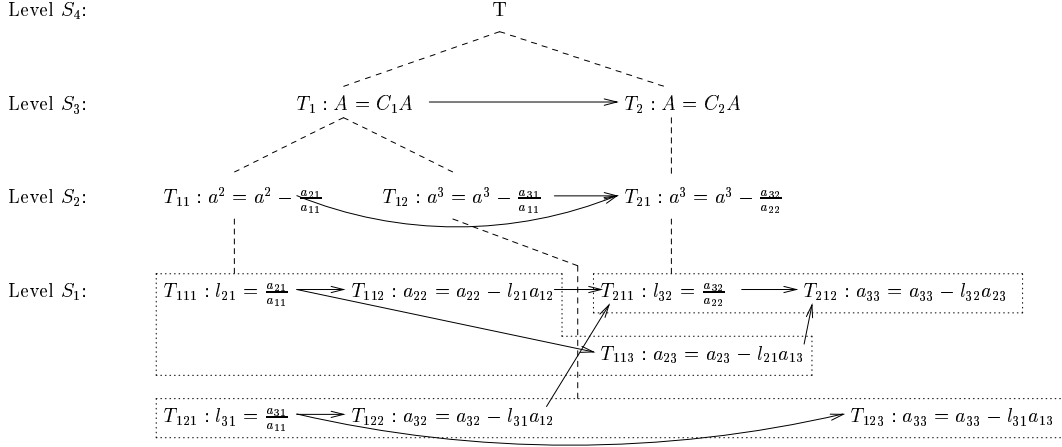 Level S₄: T
Level S₃: T₁ : A = C₁A T₂ : A = C₂A
Level S₂: T₁₁ : a² = a² − a₂₁/a₁₁ T₁₂ : a³ = a³ − a₃₁/a₁₁ T₂₁ : a³ = a³ − a₃₂/a₂₂
Level S₁: T₁₁₁ : l₂₁ = a₂₁/a₁₁ T₁₁₂ : a₂₂ = a₂₂ − l₂₁a₁₂ T₂₁₁ : l₃₂ = a₃₂/a₂₂ T₂₁₂ : a₃₃ = a₃₃ − l₃₂a₂₃
T₁₁₃ : a₂₃ = a₂₃ − l₂₁a₁₃
T₁₂₁ : l₃₁ = a₃₁/a₁₁ T₁₂₂ : a₃₂ = a₃₂ − l₃₁a₁₂ T₁₂₃ : a₃₃ = a₃₃ − l₃₁a₁₃